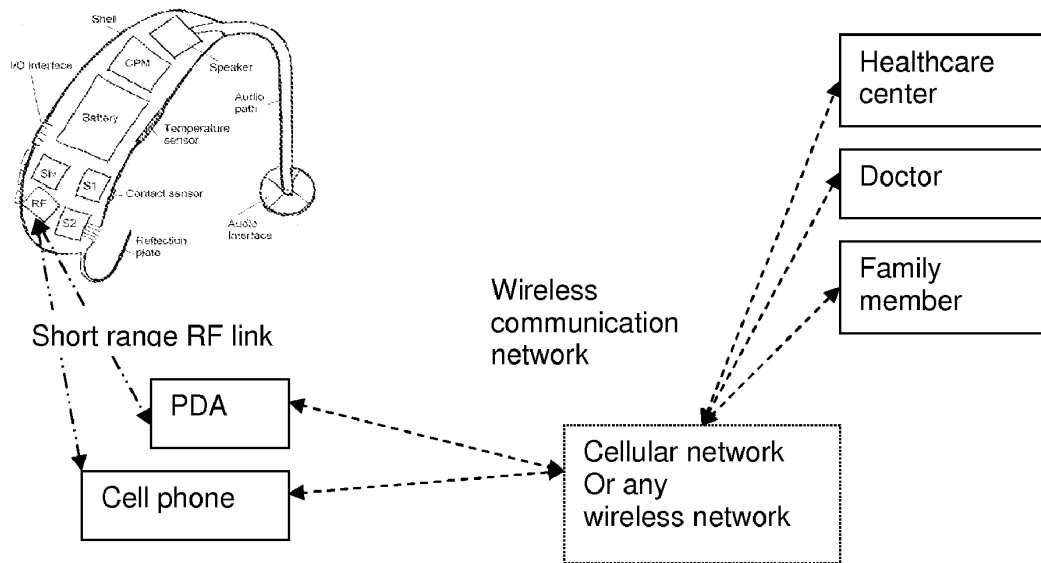 Shell
CPM
Speaker
I/O Interface
Battery
Audio
path
Temperature
sensor
S1
Contact sensor
RF
S2
Audio
Interface
Reflection
plate
Short range RF link
PDA
Cell phone
Wireless
communication
network
Cellular network
Or any
wireless network
Healthcare
center
Doctor
Family
member